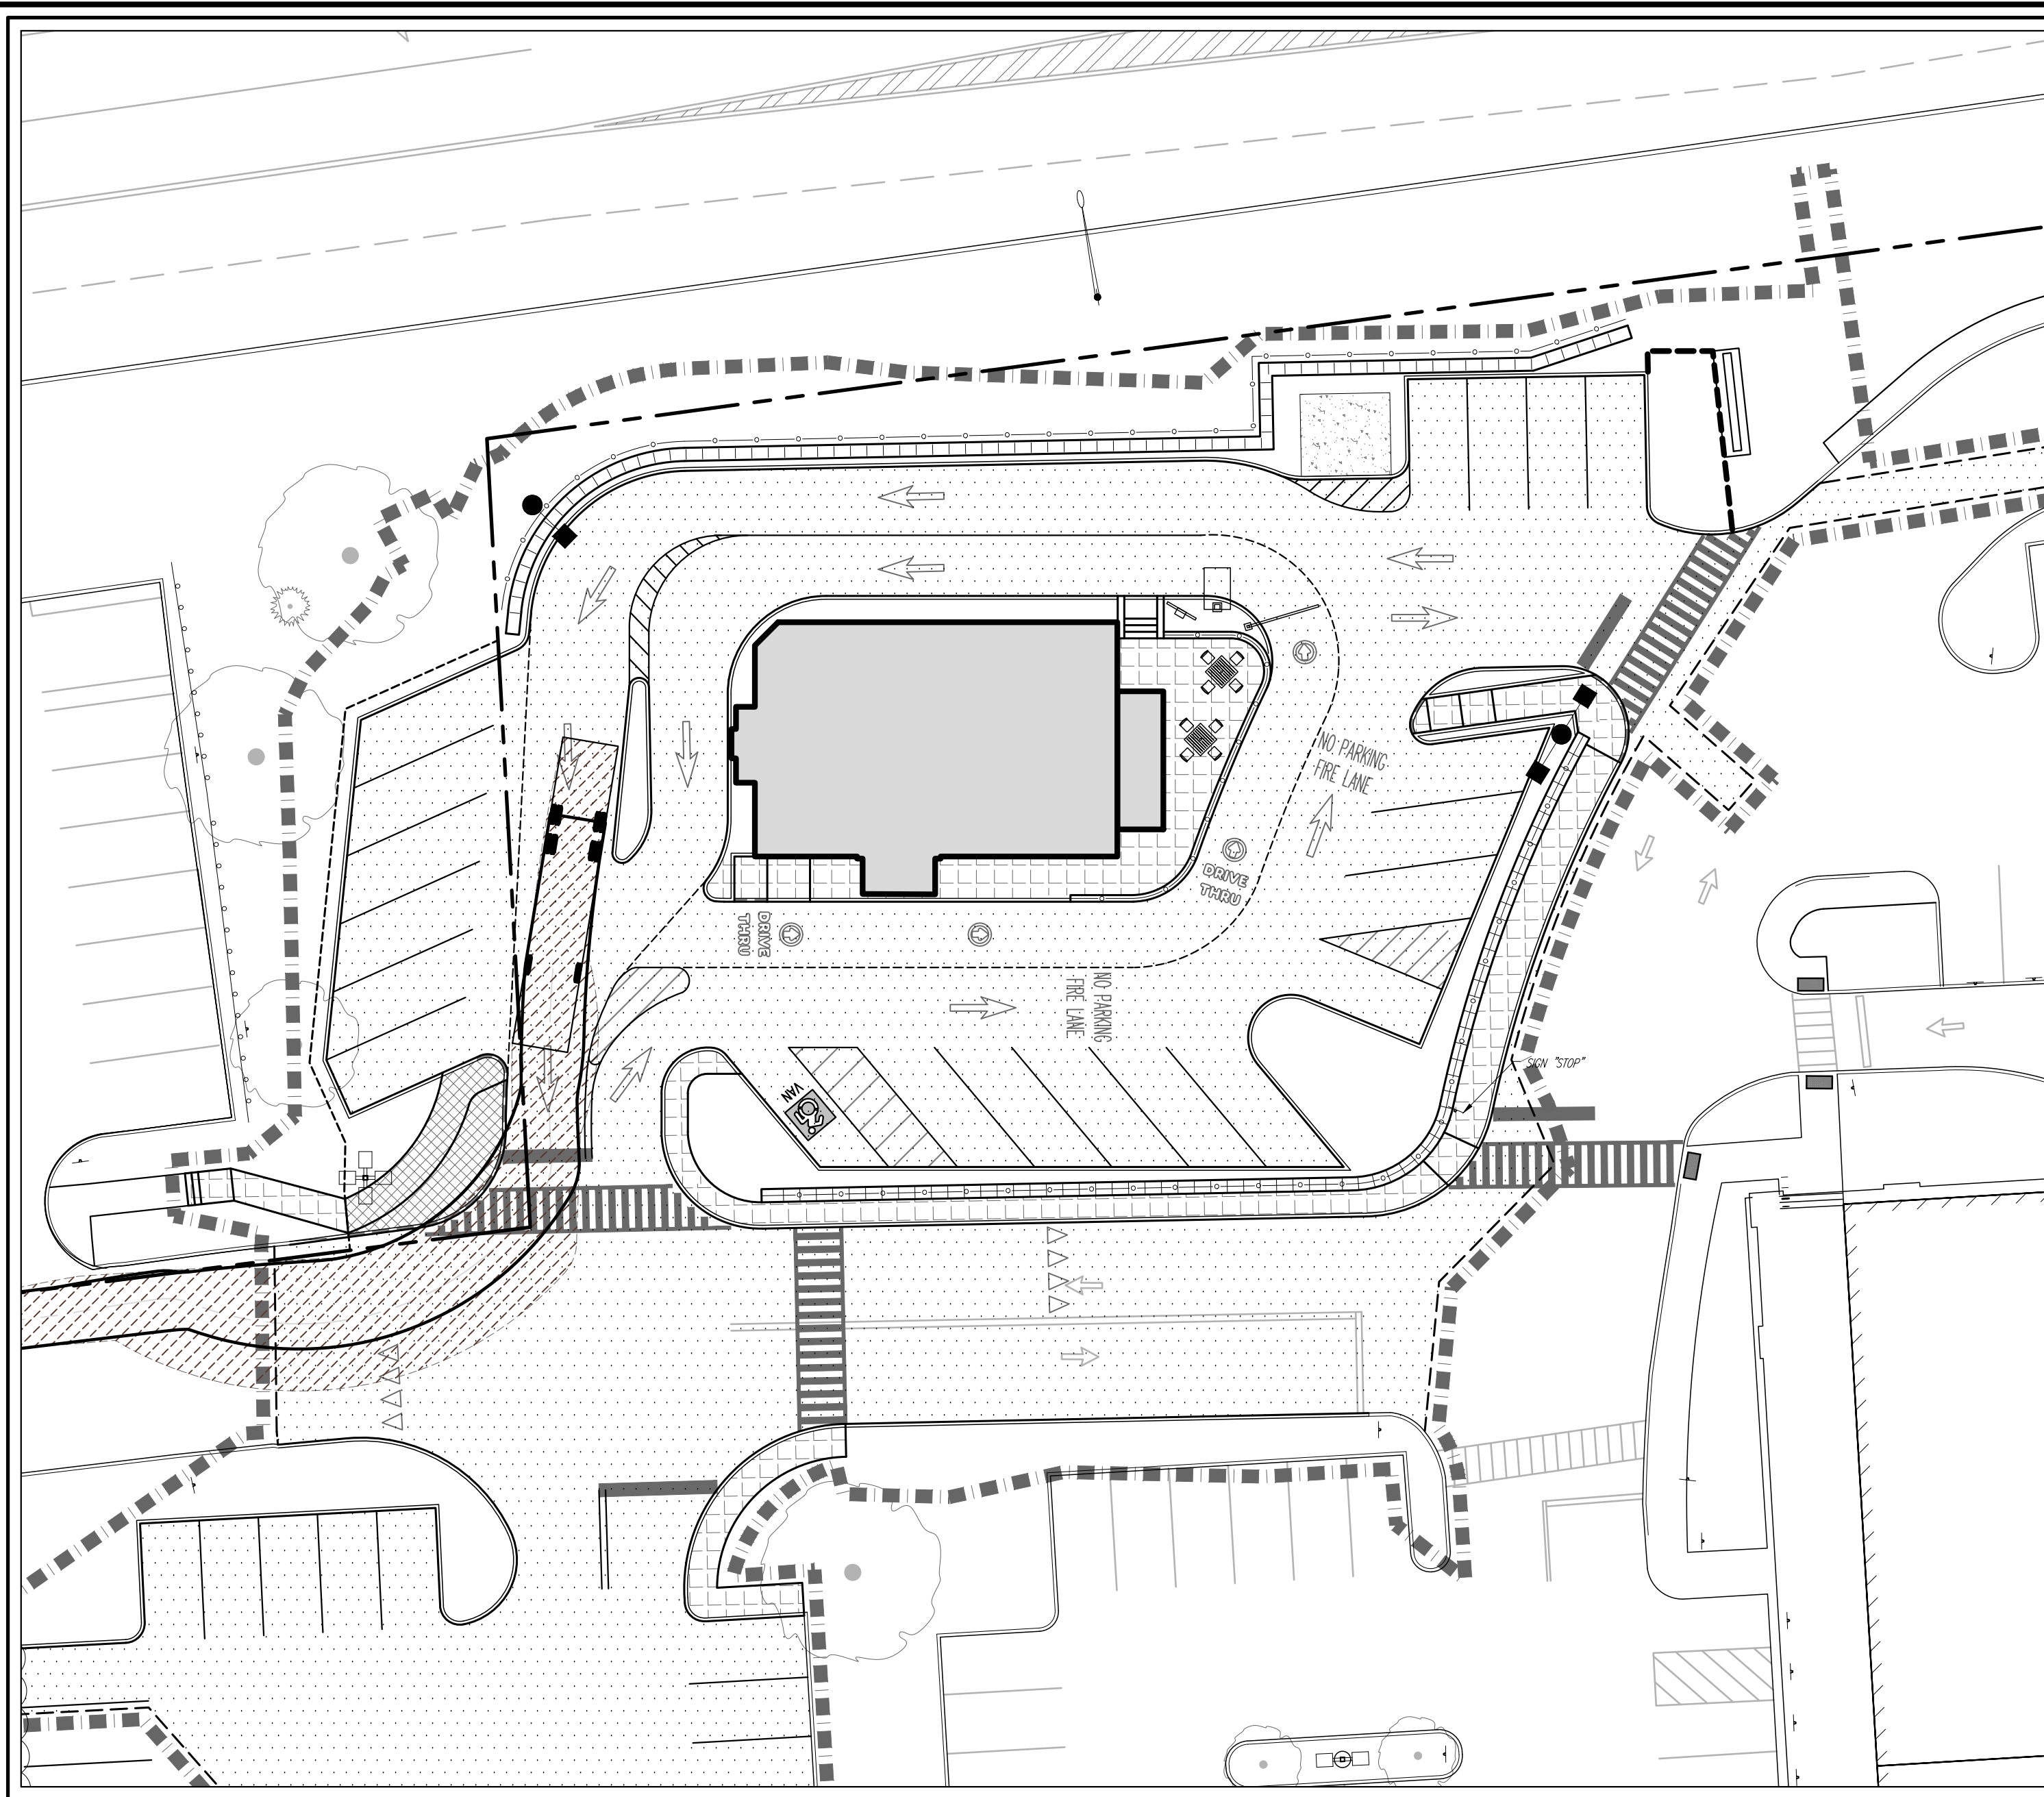 NO PARKING
FIRE LANE
DRIVE
THRU
DRIVE
THRU
NO PARKING
FIRE LANE
SIGN "STOP"
VAN